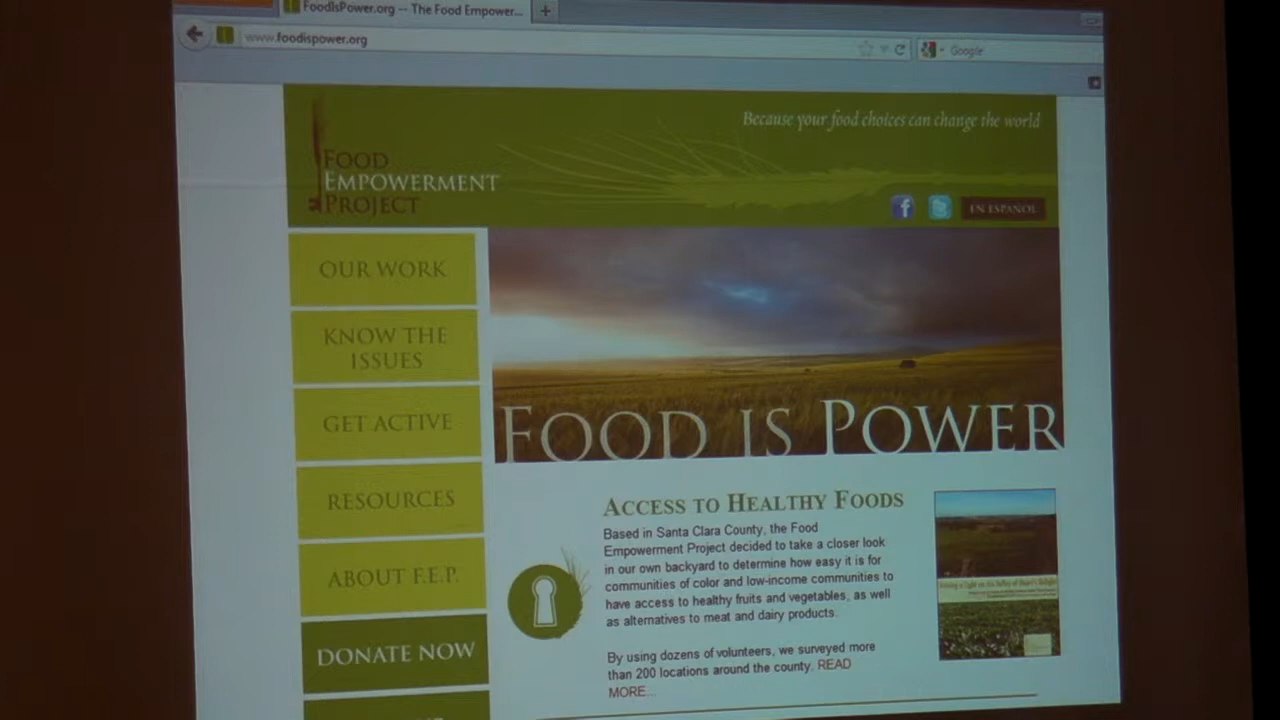 FoodIsPower.org -- The Food Empower...
www.foodispower.org
Google
Because your food choices can change the world
FOOD
EMPOWERMENT
PROJECT
EN ESPAÑOL
OUR WORK
KNOW THE
ISSUES
GET ACTIVE
RESOURCES
ABOUT F.E.P.
DONATE NOW
FOOD IS POWER
ACCESS TO HEALTHY FOODS
Based in Santa Clara County, the Food
Empowerment Project decided to take a closer look
in our own backyard to determine how easy it is for
communities of color and low-income communities to
have access to healthy fruits and vegetables, as well
as alternatives to meat and dairy products.
By using dozens of volunteers, we surveyed more
than 200 locations around the county. READ
MORE...